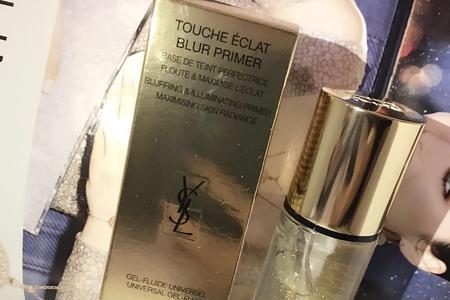 TOUCHE ÉCLAT
BLUR PRIMER
BASE DE TEINT PERFECTRICE
FLOUTE & MAXIMISE L'ÉCLAT
BLURRING & ILLUMINATING PRIMER
MAXIMISING SKIN RADIANCE
YSL
GEL-FLUIDE UNIVERSEL
UNIVERSAL GEL-FLUID